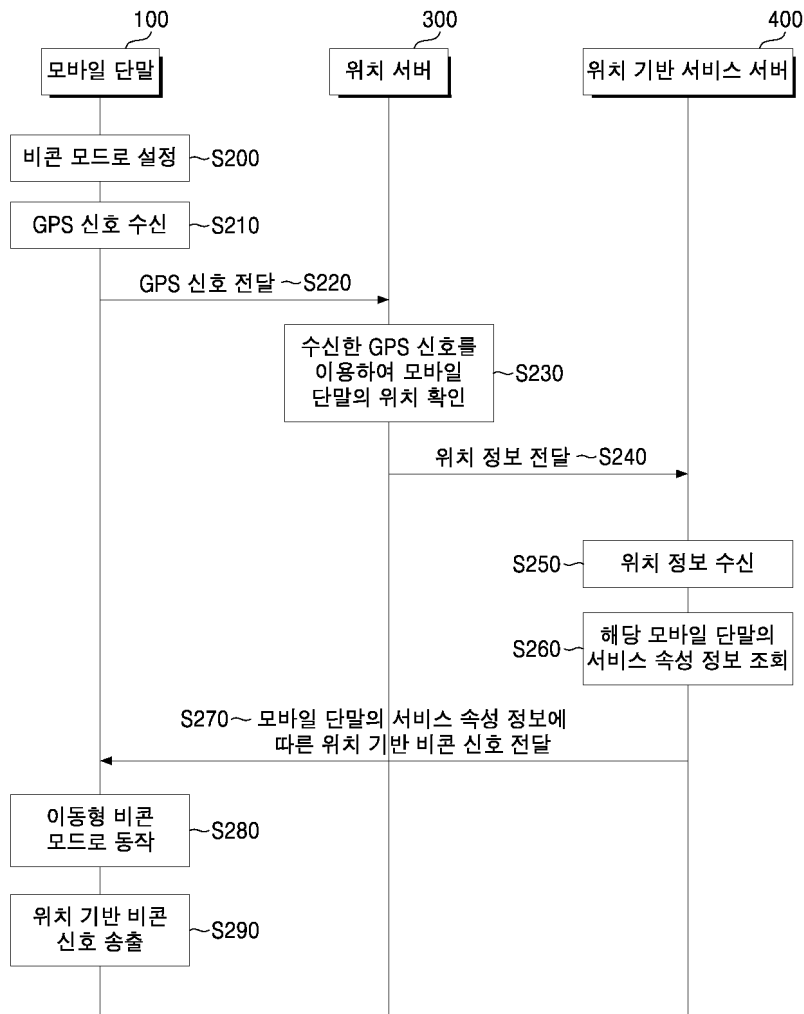 100
300
400
모바일 단말
위치 서버
위치 기반 서비스 서버
비콘 모드로 설정
S200
GPS 신호 수신
S210
GPS 신호 전달
S220
수신한 GPS 신호를
이용하여 모바일
단말의 위치 확인
S230
위치 정보 전달
S240
S250
위치 정보 수신
S260
해당 모바일 단말의
서비스 속성 정보 조회
S270 모바일 단말의 서비스 속성 정보에
따른 위치 기반 비콘 신호 전달
이동형 비콘
모드로 동작
S280
위치 기반 비콘
신호 송출
S290